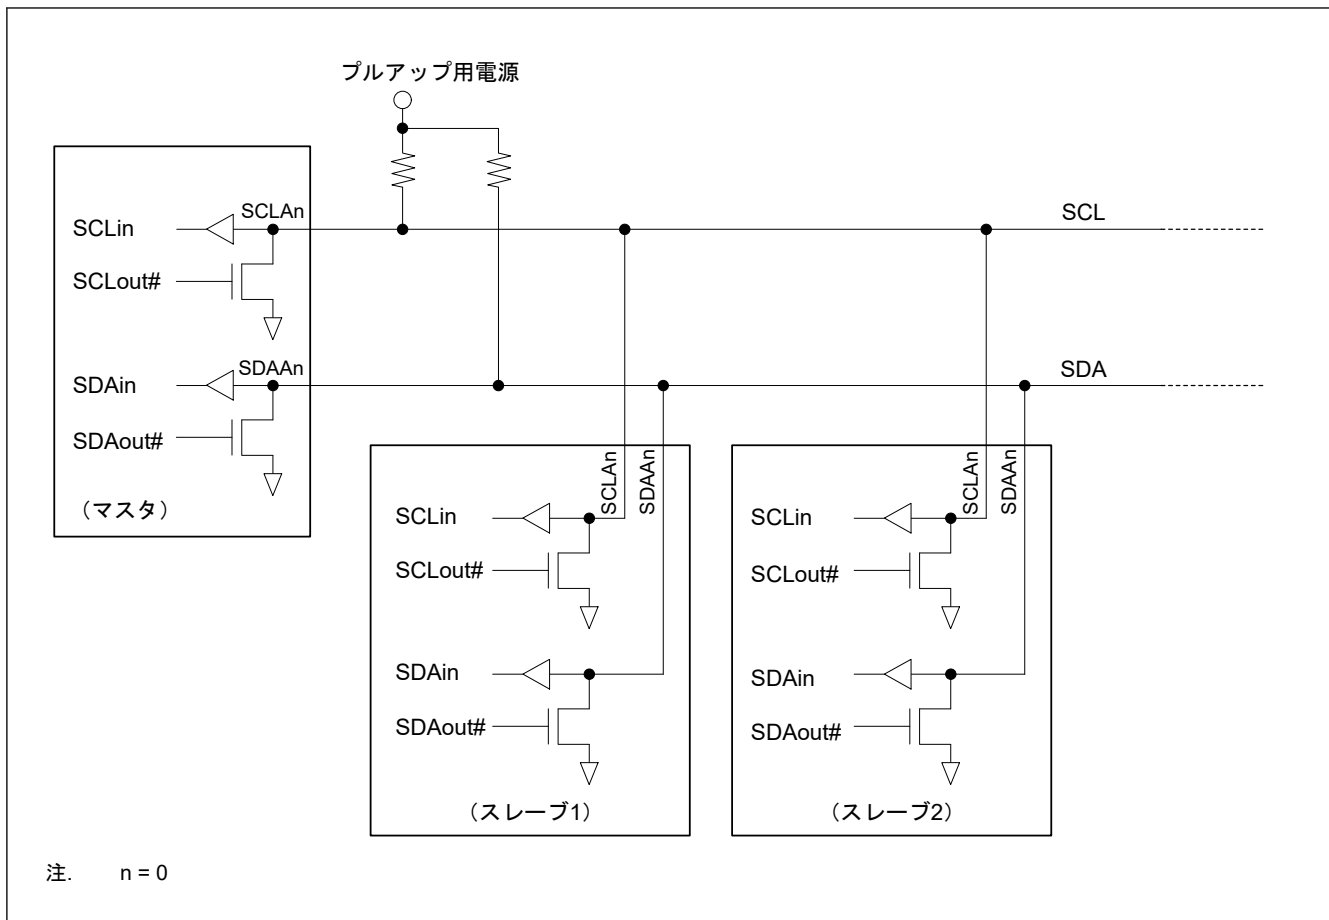 プルアップ用電源
SCLin
SCLAn
SCL
SCLout#
SDAin
SDAAn
SDA
SDAout#
（マスタ）
SCLAn
SDAAn
SCLin
SCLout#
SDAin
SDAout#
（スレーブ1）
SCLAn
SDAAn
SCLin
SCLout#
SDAin
SDAout#
（スレーブ2）
注. n = 0